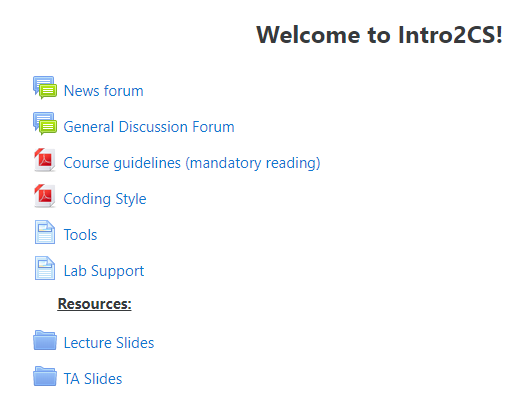 Welcome to Intro2CS!
News forum
General Discussion Forum
Course guidelines (mandatory reading)
Coding Style
Tools
Lab Support
Resources:
Lecture Slides
TA Slides